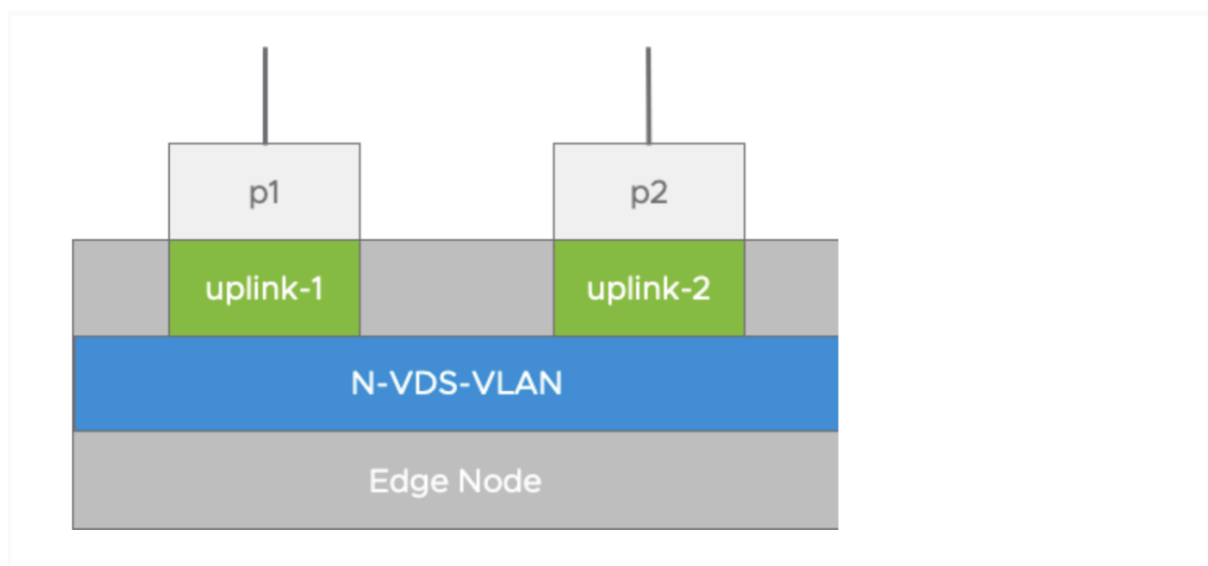 p1
p2
uplink-1
uplink-2
N-VDS-VLAN
Edge Node